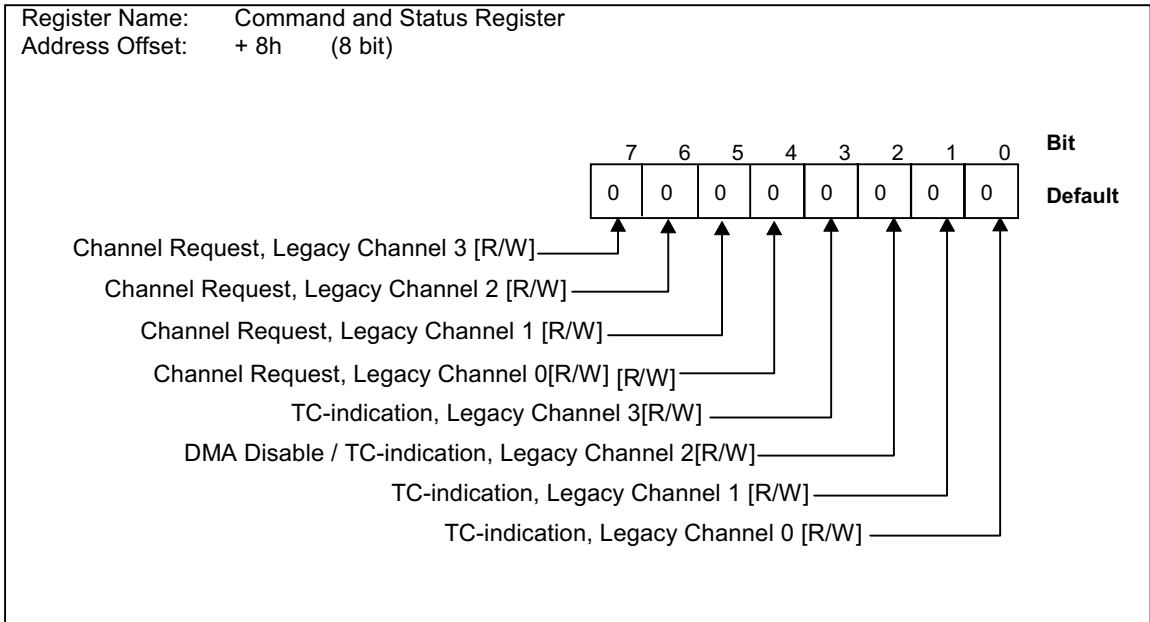 Register Name: Command and Status Register
Address Offset: + 8h (8 bit)
7 6 5 4 3 2 1 0 Bit
0 0 0 0 0 0 0 0 Default
Channel Request, Legacy Channel 3 [R/W]
Channel Request, Legacy Channel 2 [R/W]
Channel Request, Legacy Channel 1 [R/W]
Channel Request, Legacy Channel 0[R/W] [R/W]
TC-indication, Legacy Channel 3[R/W]
DMA Disable / TC-indication, Legacy Channel 2[R/W]
TC-indication, Legacy Channel 1 [R/W]
TC-indication, Legacy Channel 0 [R/W]